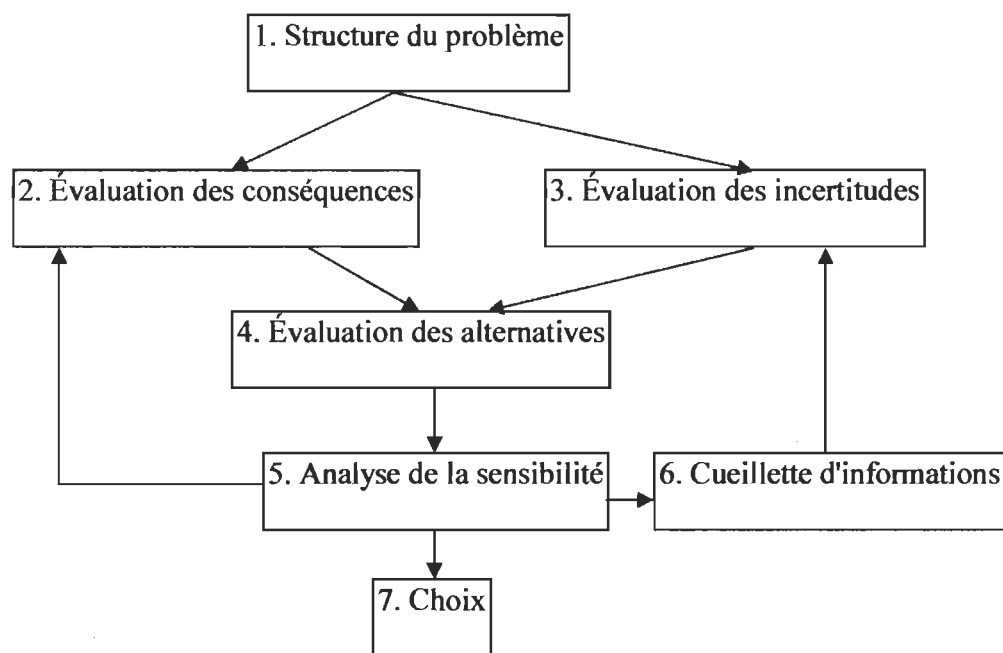 1. Structure du problème
2. Évaluation des conséquences
3. Évaluation des incertitudes
4. Évaluation des alternatives
5. Analyse de la sensibilité
6. Cueillette d'informations
7. Choix